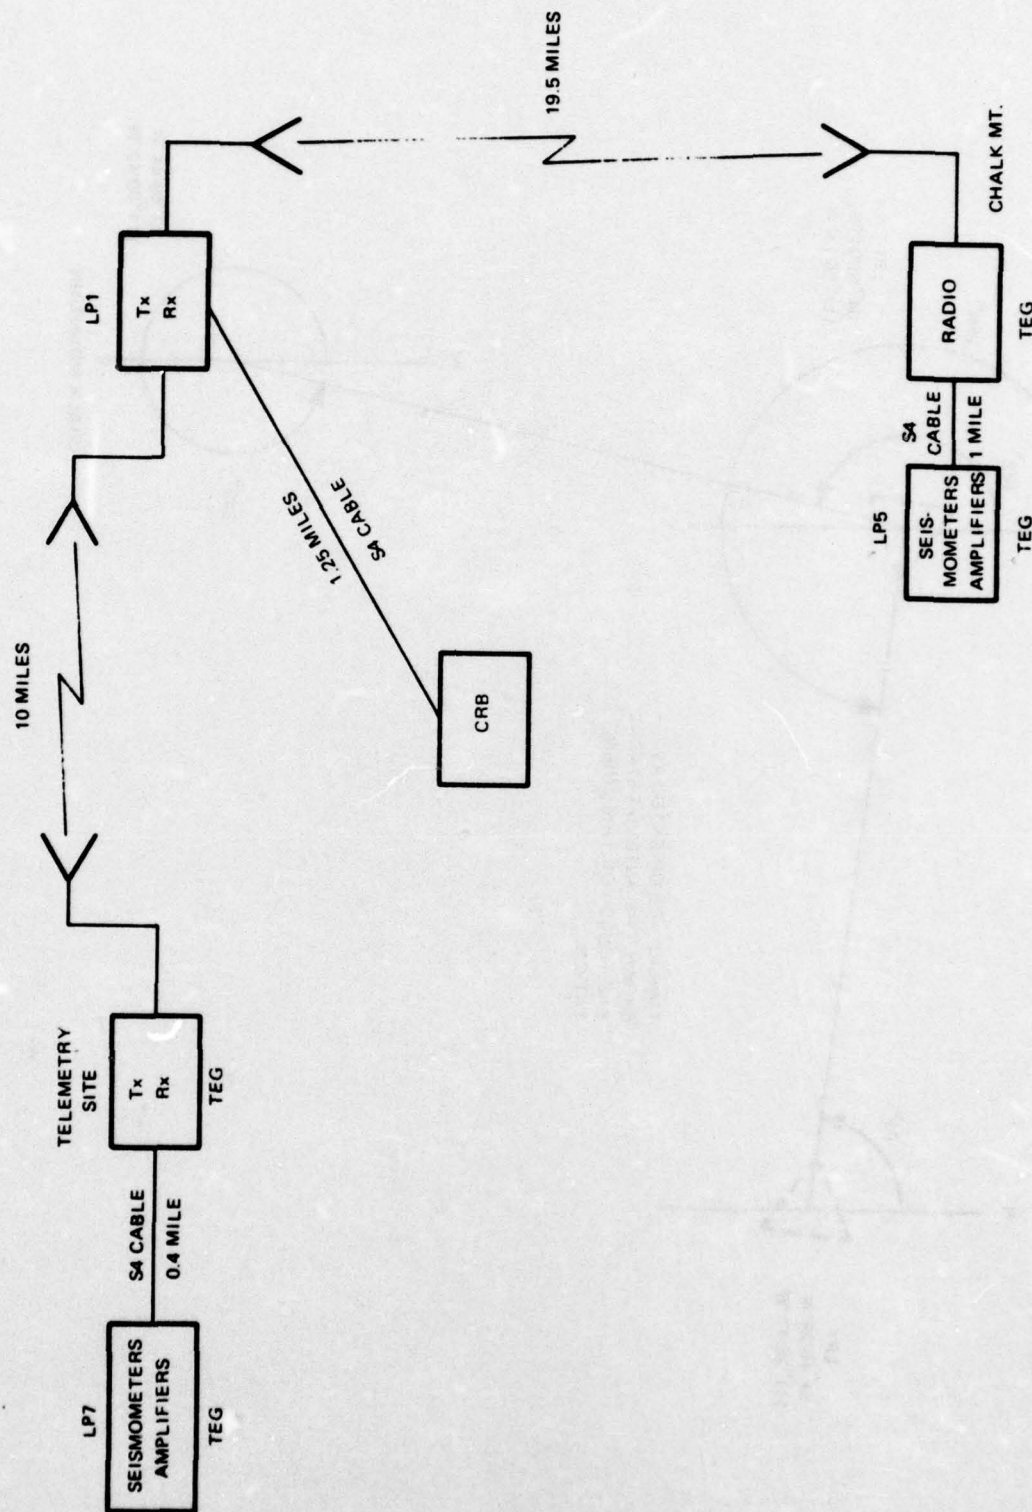 LP7
SEISMOMETERS
AMPLIFIERS
TEG
S4 CABLE
0.4 MILE
TELEMETRY
SITE
Tx
Rx
TEG
10 MILES
LP1
Tx
Rx
1.25 MILES
S4 CABLE
CRB
19.5 MILES
LP5
SEIS-
MOMETERS
AMPLIFIERS
TEG
S4
CABLE
1 MILE
RADIO
TEG
CHALK MT.